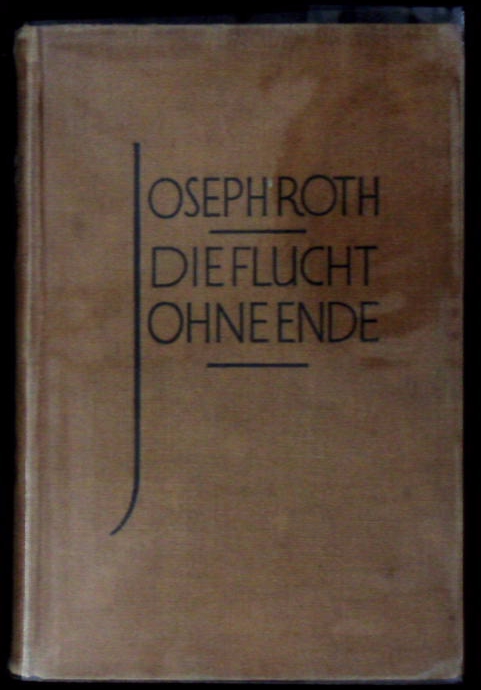 JOSEPH ROTH
DIE FLUCHT
OHNE ENDE